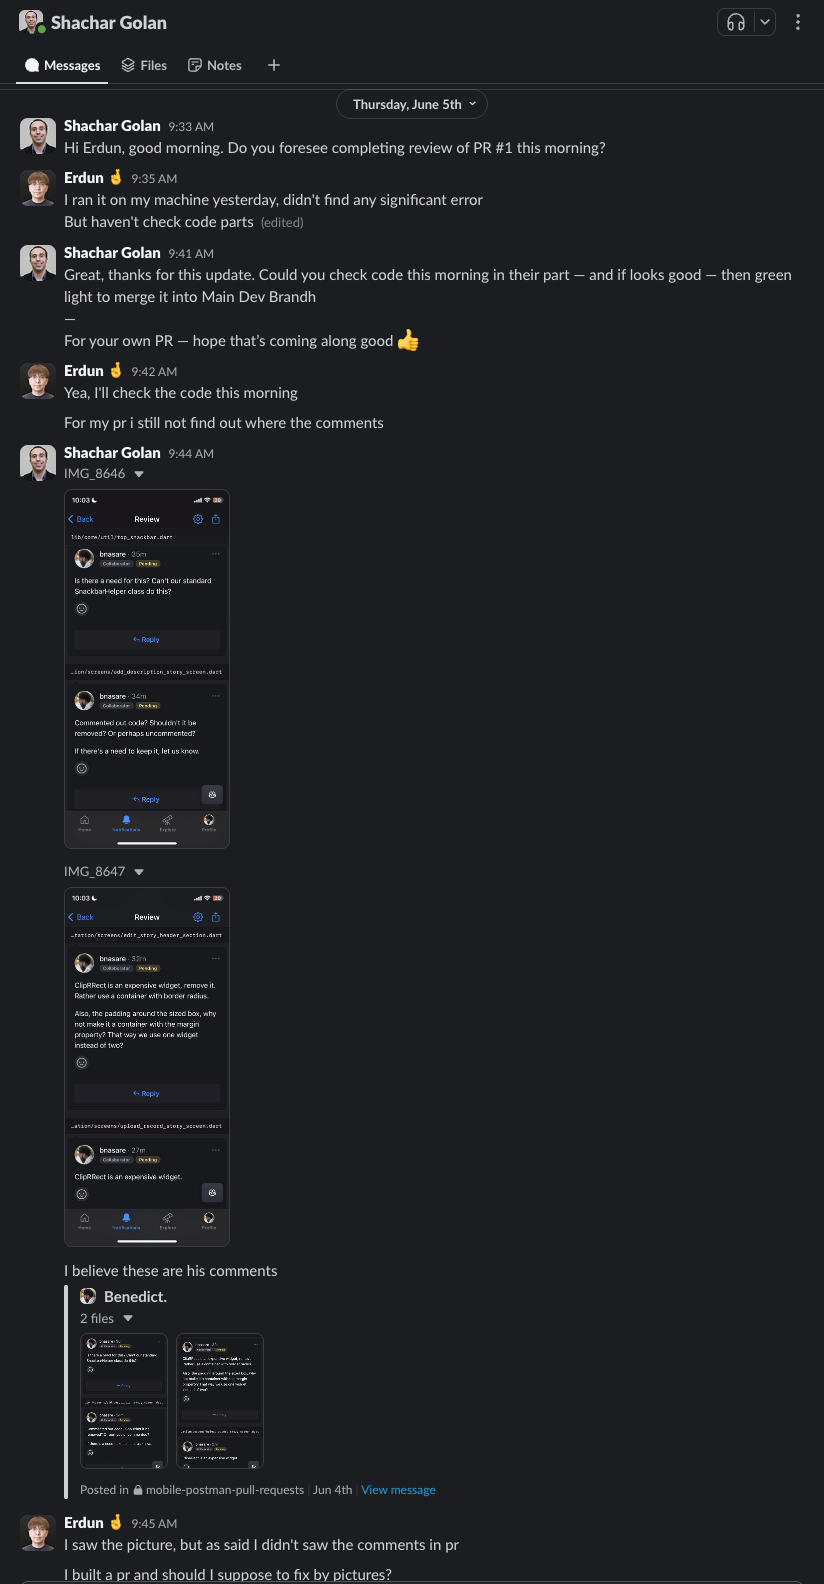 Shachar Golan
Messages
Files
Notes
Thursday, June 5th
Shachar Golan 9:33 AM
Hi Erdun, good morning. Do you foresee completing review of PR #1 this morning?
Erdun 9:35 AM
I ran it on my machine yesterday, didn't find any significant error
But haven't check code parts (edited)
Shachar Golan 9:41 AM
Great, thanks for this update. Could you check code this morning in their part — and if looks good — then green
light to merge it into Main Dev Brandh
—
For your own PR — hope that's coming along good
Erdun 9:42 AM
Yea, I'll check the code this morning
For my pr i still not find out where the comments
Shachar Golan 9:44 AM
IMG_8646
10:03
Back
Review
lib/core/util/top_snackbar.dart
bnasare · 35m
Collaborator Pending
Is there a need for this? Can't our standard
SnackbarHelper class do this?
Reply
…ion/screens/add_description_story_screen.dart
bnasare · 34m
Collaborator Pending
Commented out code? Shouldn't it be
removed? Or perhaps uncommented?
If there's a need to keep it, let us know.
Reply
Home
Notifications
Explore
Profile
IMG_8647
10:03
Back
Review
…tation/screens/edit_story_header_section.dart
bnasare · 32m
Collaborator Pending
ClipRRect is an expensive widget, remove it.
Rather use a container with border radius.
Also, the padding around the sized box, why
not make it a container with the margin
property? That way we use one widget
instead of two?
Reply
…ation/screens/upload_record_story_screen.dart
bnasare · 27m
Collaborator Pending
ClipRRect is an expensive widget.
Home
Notifications
Explore
Profile
I believe these are his comments
Benedict.
2 files
Posted in mobile-postman-pull-requests | Jun 4th | View message
Erdun 9:45 AM
I saw the picture, but as said I didn't saw the comments in pr
I built a pr and should I suppose to fix by pictures?